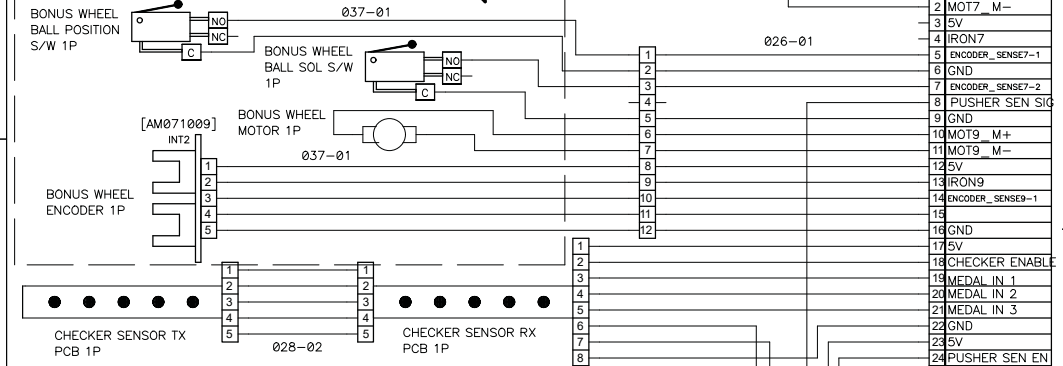 BONUS WHEEL
BALL POSITION
S/W 1P
NO
NC
C
037-01
BONUS WHEEL
BALL SOL S/W
1P
NO
NC
C
BONUS WHEEL
MOTOR 1P
037-01
[AM071009]
INT2
BONUS WHEEL
ENCODER 1P
1
2
3
4
5
1
2
3
4
5
6
7
8
9
10
11
12
026-01
2 MOT7_M-
3 5V
4 IRON7
5 ENCODER_SENSE7-1
6 GND
7 ENCODER_SENSE7-2
8 PUSHER SEN SIG
9 GND
10 MOT9_M+
11 MOT9_M-
12 5V
13 IRON9
14 ENCODER_SENSE9-1
15
16 GND
17 5V
18 CHECKER ENABLE
19 MEDAL IN 1
20 MEDAL IN 2
21 MEDAL IN 3
22 GND
23 5V
24 PUSHER SEN EN
CHECKER SENSOR TX
PCB 1P
1
2
3
4
5
028-02
1
2
3
4
5
CHECKER SENSOR RX
PCB 1P
1
2
3
4
5
6
7
8